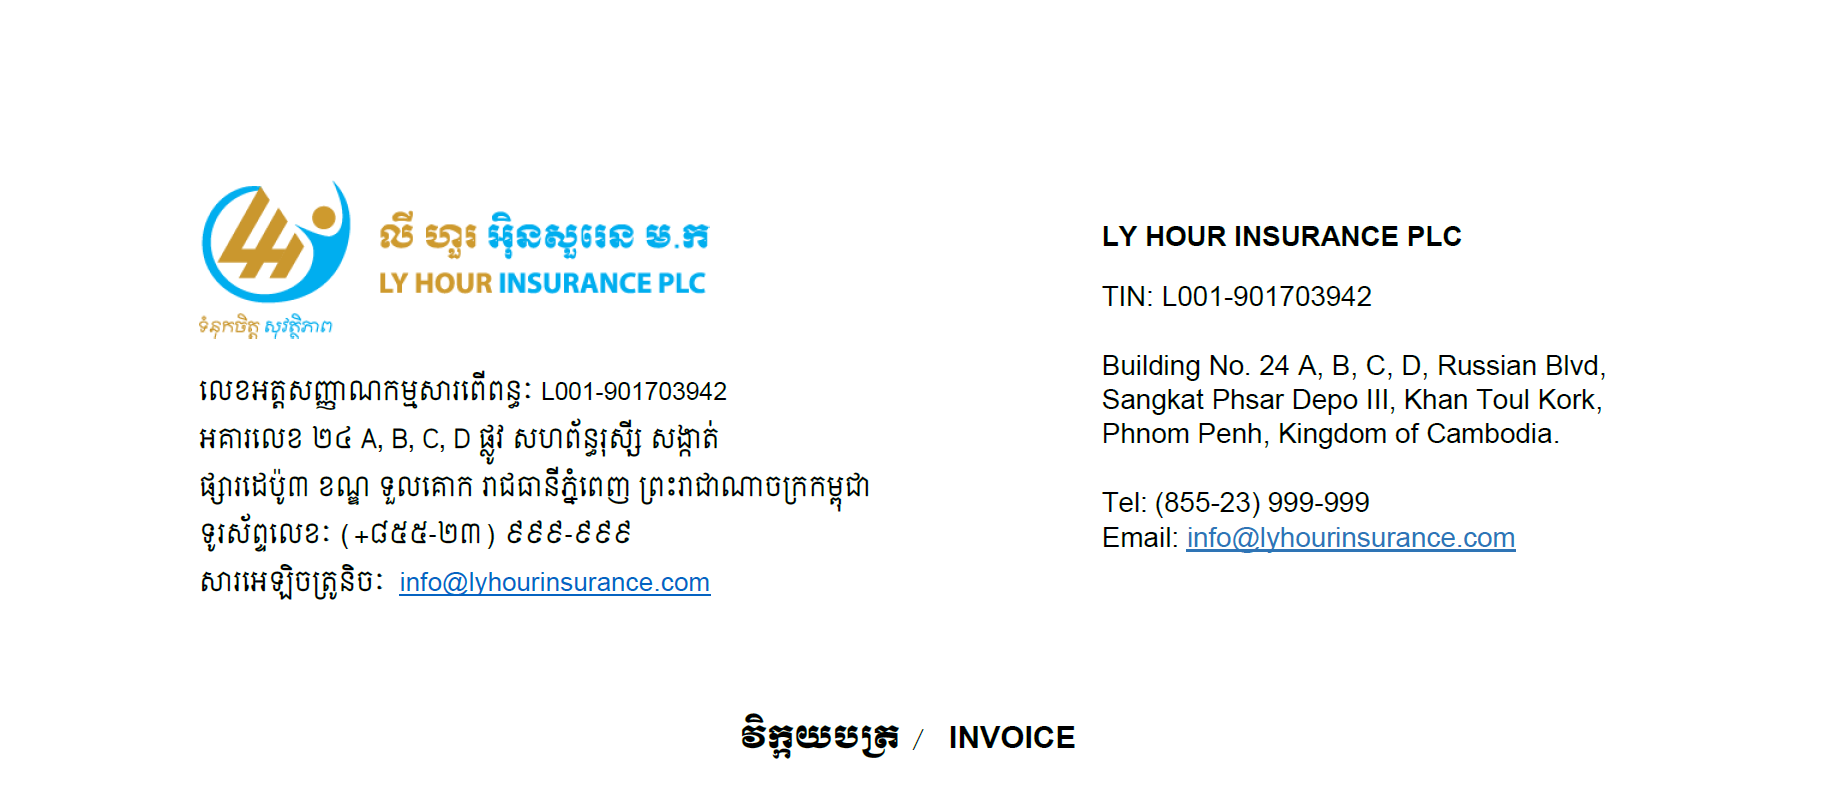 លី ហួរ អ៊ិនសួរេន ម.ក
LY HOUR INSURANCE PLC
ទំនុកចិត្ត សុវត្ថិភាព
លេខអត្តសញ្ញាណកម្មសារពើពន្ធ: L001-901703942
អគារលេខ ២៤ A, B, C, D ផ្លូវ សហព័ន្ធរុស្ស៊ី សង្កាត់
ផ្សារដេប៉ូ៣ ខណ្ឌ ទួលគោក រាជធានីភ្នំពេញ ព្រះរាជាណាចក្រកម្ពុជា
ទូរស័ព្ទលេខ: (+៨៥៥-២៣) ៩៩៩-៩៩៩
សារអេឡិចត្រូនិច: info@lyhourinsurance.com
LY HOUR INSURANCE PLC
TIN: L001-901703942
Building No. 24 A, B, C, D, Russian Blvd,
Sangkat Phsar Depo III, Khan Toul Kork,
Phnom Penh, Kingdom of Cambodia.
Tel: (855-23) 999-999
Email: info@lyhourinsurance.com
វិក្កយបត្រ / INVOICE